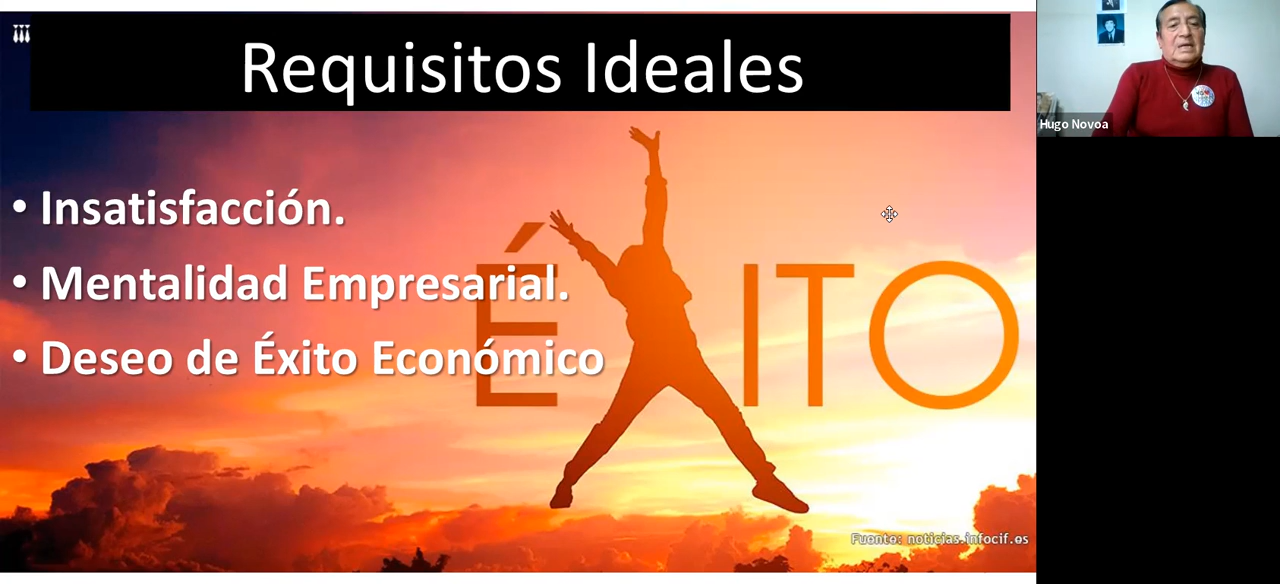 Requisitos Ideales
• Insatisfacción.
• Mentalidad Empresarial.
• Deseo de Éxito Económico
ÉXITO
Fuente: noticias.infocif.es
Hugo Novoa